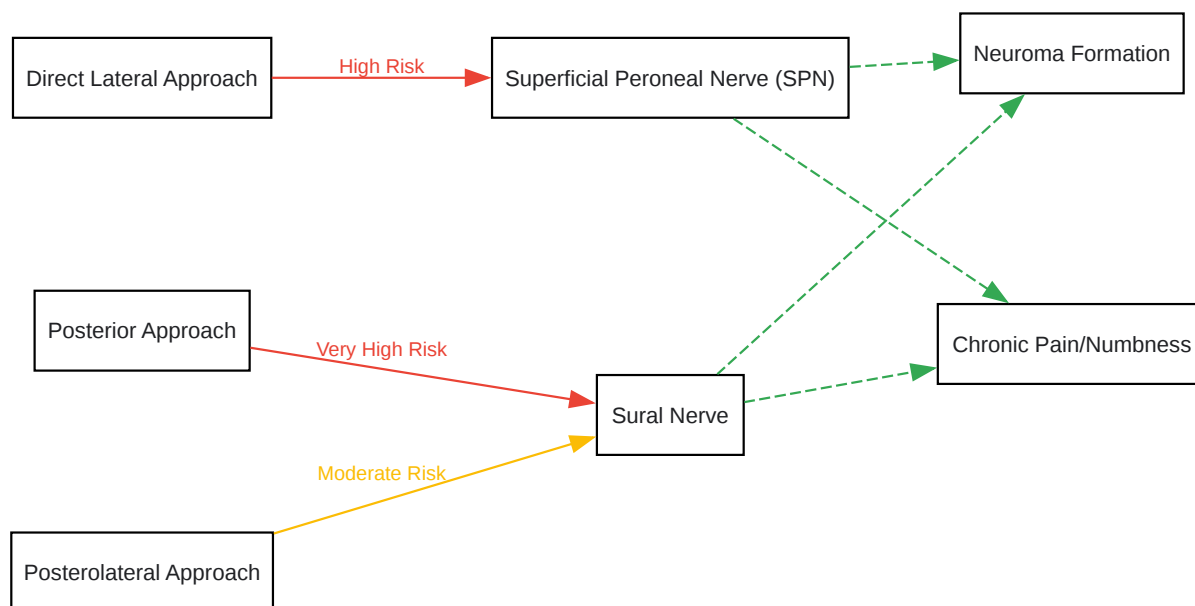 Neuroma Formation
Direct Lateral Approach
High Risk
Superficial Peroneal Nerve (SPN)
Posterior Approach
Very High Risk
Chronic Pain/Numbness
Sural Nerve
Moderate Risk
Posterolateral Approach